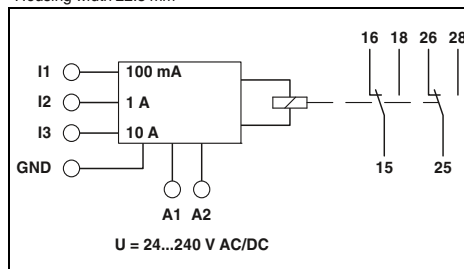 Housing width 22.5 mm
16 18 26 28
I1 100 mA
I2 1 A
I3 10 A
GND
15 25
A1 A2
U = 24...240 V AC/DC